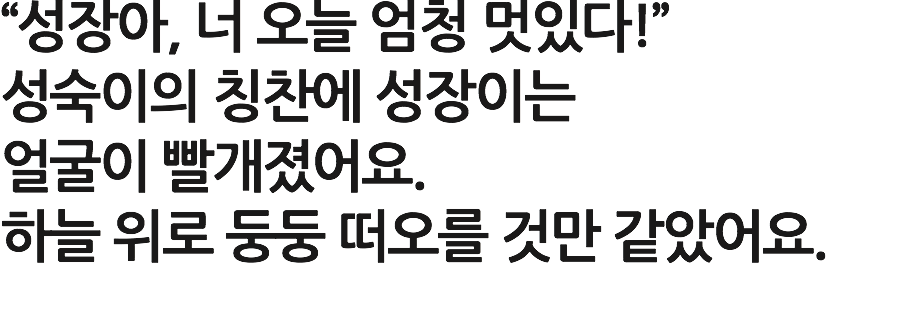 “성장아, 너 오늘 엄청 멋있다!”
성숙이의 칭찬에 성장이는
얼굴이 빨개졌어요.
하늘 위로 둥둥 떠오를 것만 같았어요.